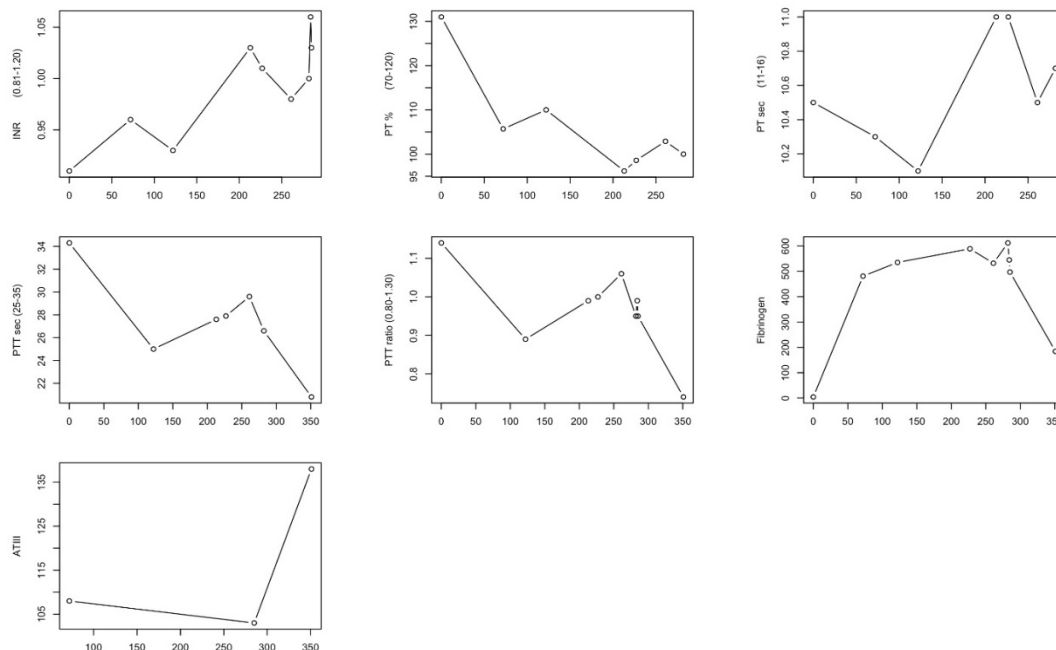 INR (0.81-1.20)
0.95 1.00 1.05
0 50 100 150 200 250
PT % (70-120)
95 100 110 120 130
0 50 100 150 200 250
PT sec (11-16)
10.2 10.4 10.6 10.8 11.0
0 50 100 150 200 250
PTT sec (25-35)
22 24 26 28 30 32 34
0 50 100 150 200 250 300 350
PTT ratio (0.80-1.30)
0.8 0.9 1.0 1.1
0 50 100 150 200 250 300 350
Fibrinogen
0 100 200 300 400 500 600
0 50 100 150 200 250 300 350
ATIII
105 115 125 135
100 150 200 250 300 350